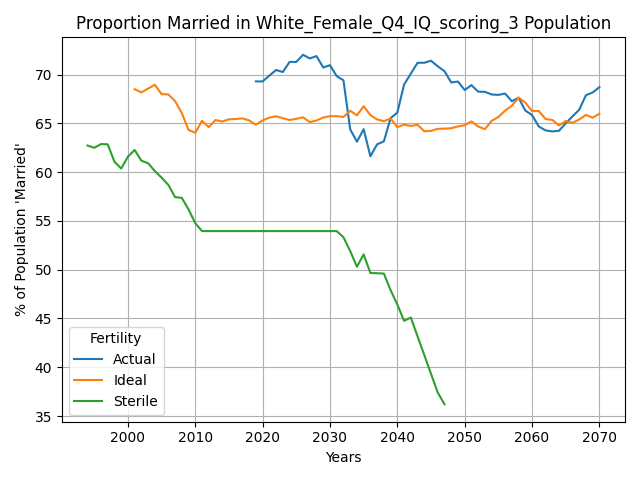 Proportion Married in White_Female_Q4_IQ_scoring_3 Population
% of Population 'Married'
70
65
60
55
50
45
40
35
Fertility
Actual
Ideal
Sterile
2000 2010 2020 2030 2040 2050 2060 2070
Years